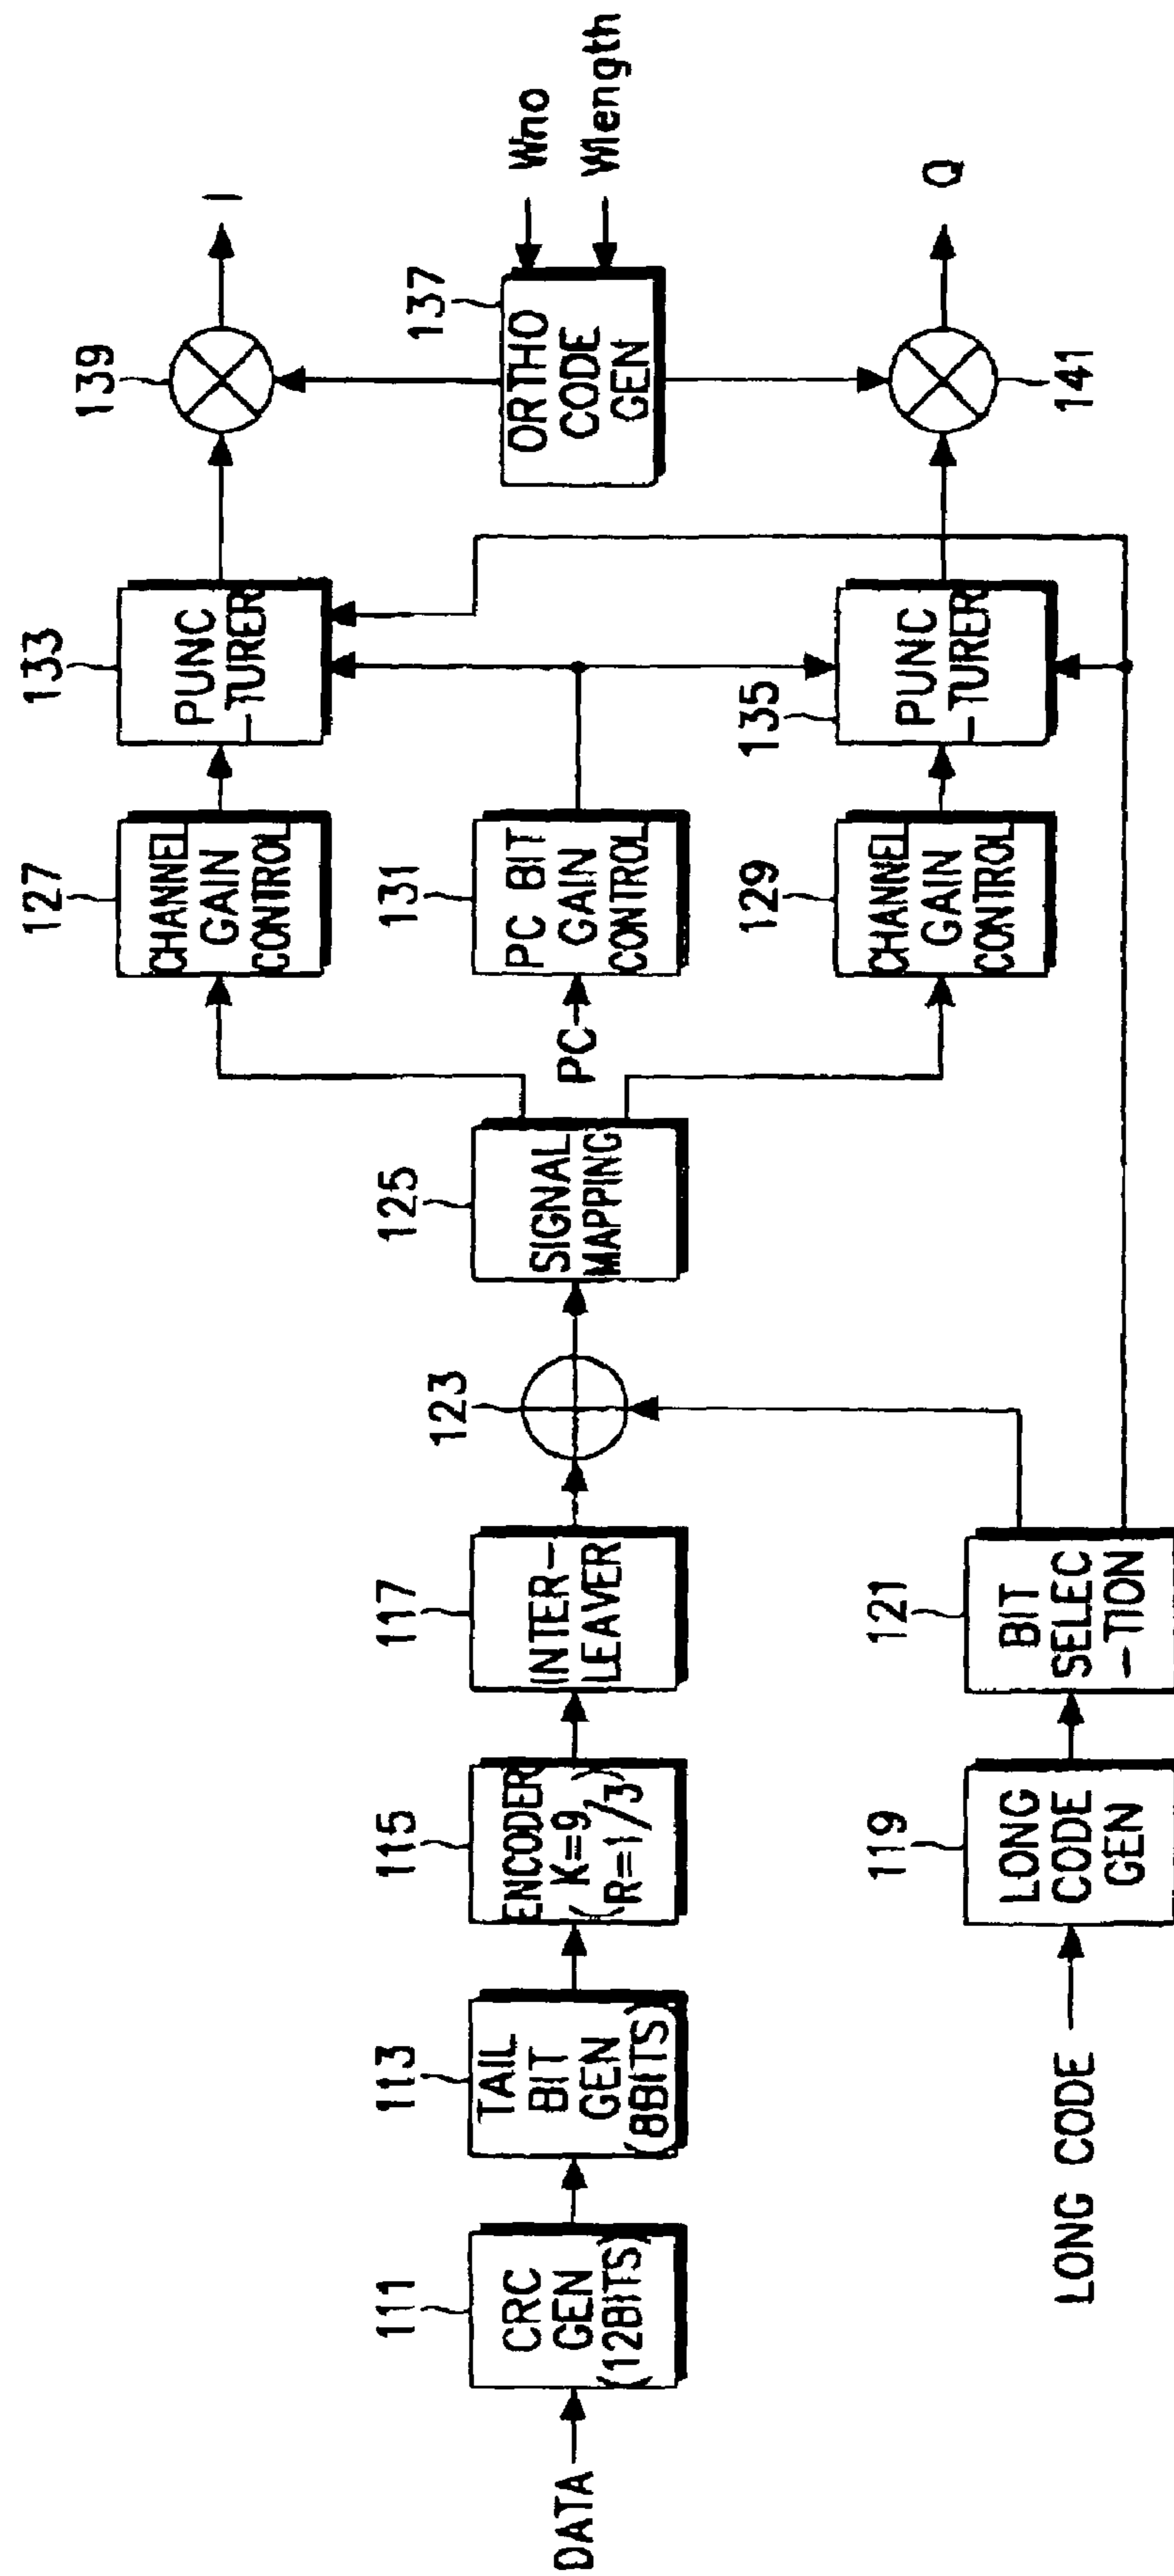 DATA
111
CRC
GEN
(12BITS)
113
TAIL
BIT
GEN
(8BITS)
115
ENCODER
(K=9,
R=1/3)
117
INTER-
LEAVER
123
125
SIGNAL
MAPPING
LONG CODE
119
LONG
CODE
GEN
121
BIT
SELEC
-TION
127
CHANNEL
GAIN
CONTROL
PC
131
PC BIT
GAIN
CONTROL
129
CHANNEL
GAIN
CONTROL
133
PUNC
-TURER
135
PUNC
-TURER
139
I
137
ORTHO
CODE
GEN
Wno
Wlength
141
Q